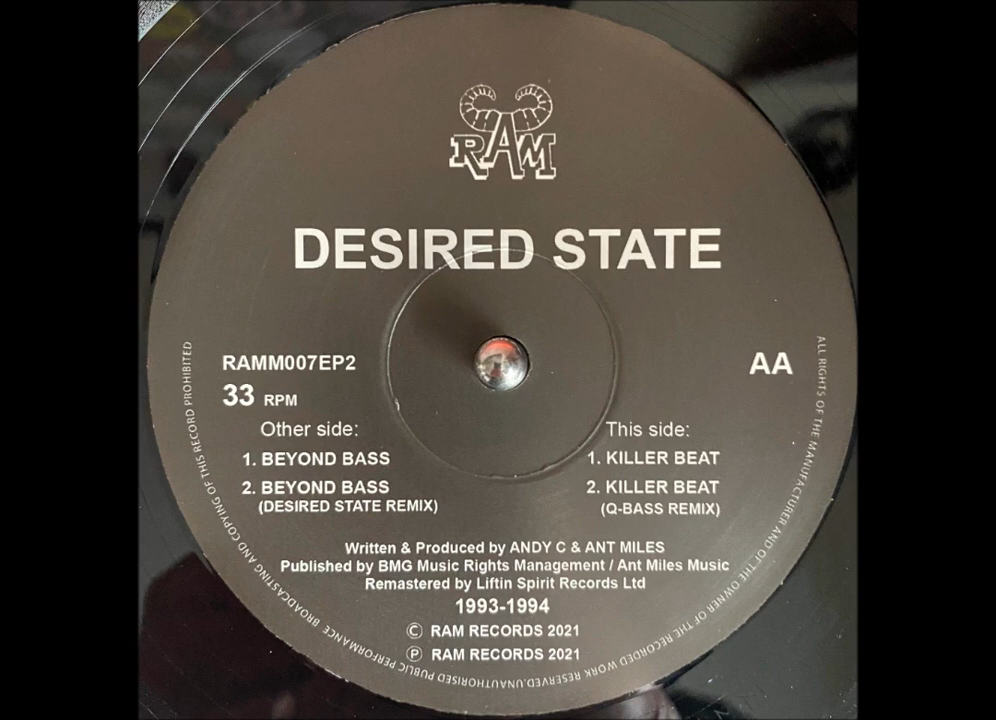 RAM
DESIRED STATE
RAMM007EP2
AA
33 RPM
Other side:
1. BEYOND BASS
2. BEYOND BASS
(DESIRED STATE REMIX)
This side:
1. KILLER BEAT
2. KILLER BEAT
(Q-BASS REMIX)
Written & Produced by ANDY C & ANT MILES
Published by BMG Music Rights Management / Ant Miles Music
Remastered by Liftin Spirit Records Ltd
1993-1994
© RAM RECORDS 2021
℗ RAM RECORDS 2021
ALL RIGHTS OF THE MANUFACTURER AND OF THE OWNER OF THE RECORDED WORK RESERVED.UNAUTHORISED PUBLIC PERFORMANCE BROADCASTING AND COPYING OF THIS RECORD PROHIBITED